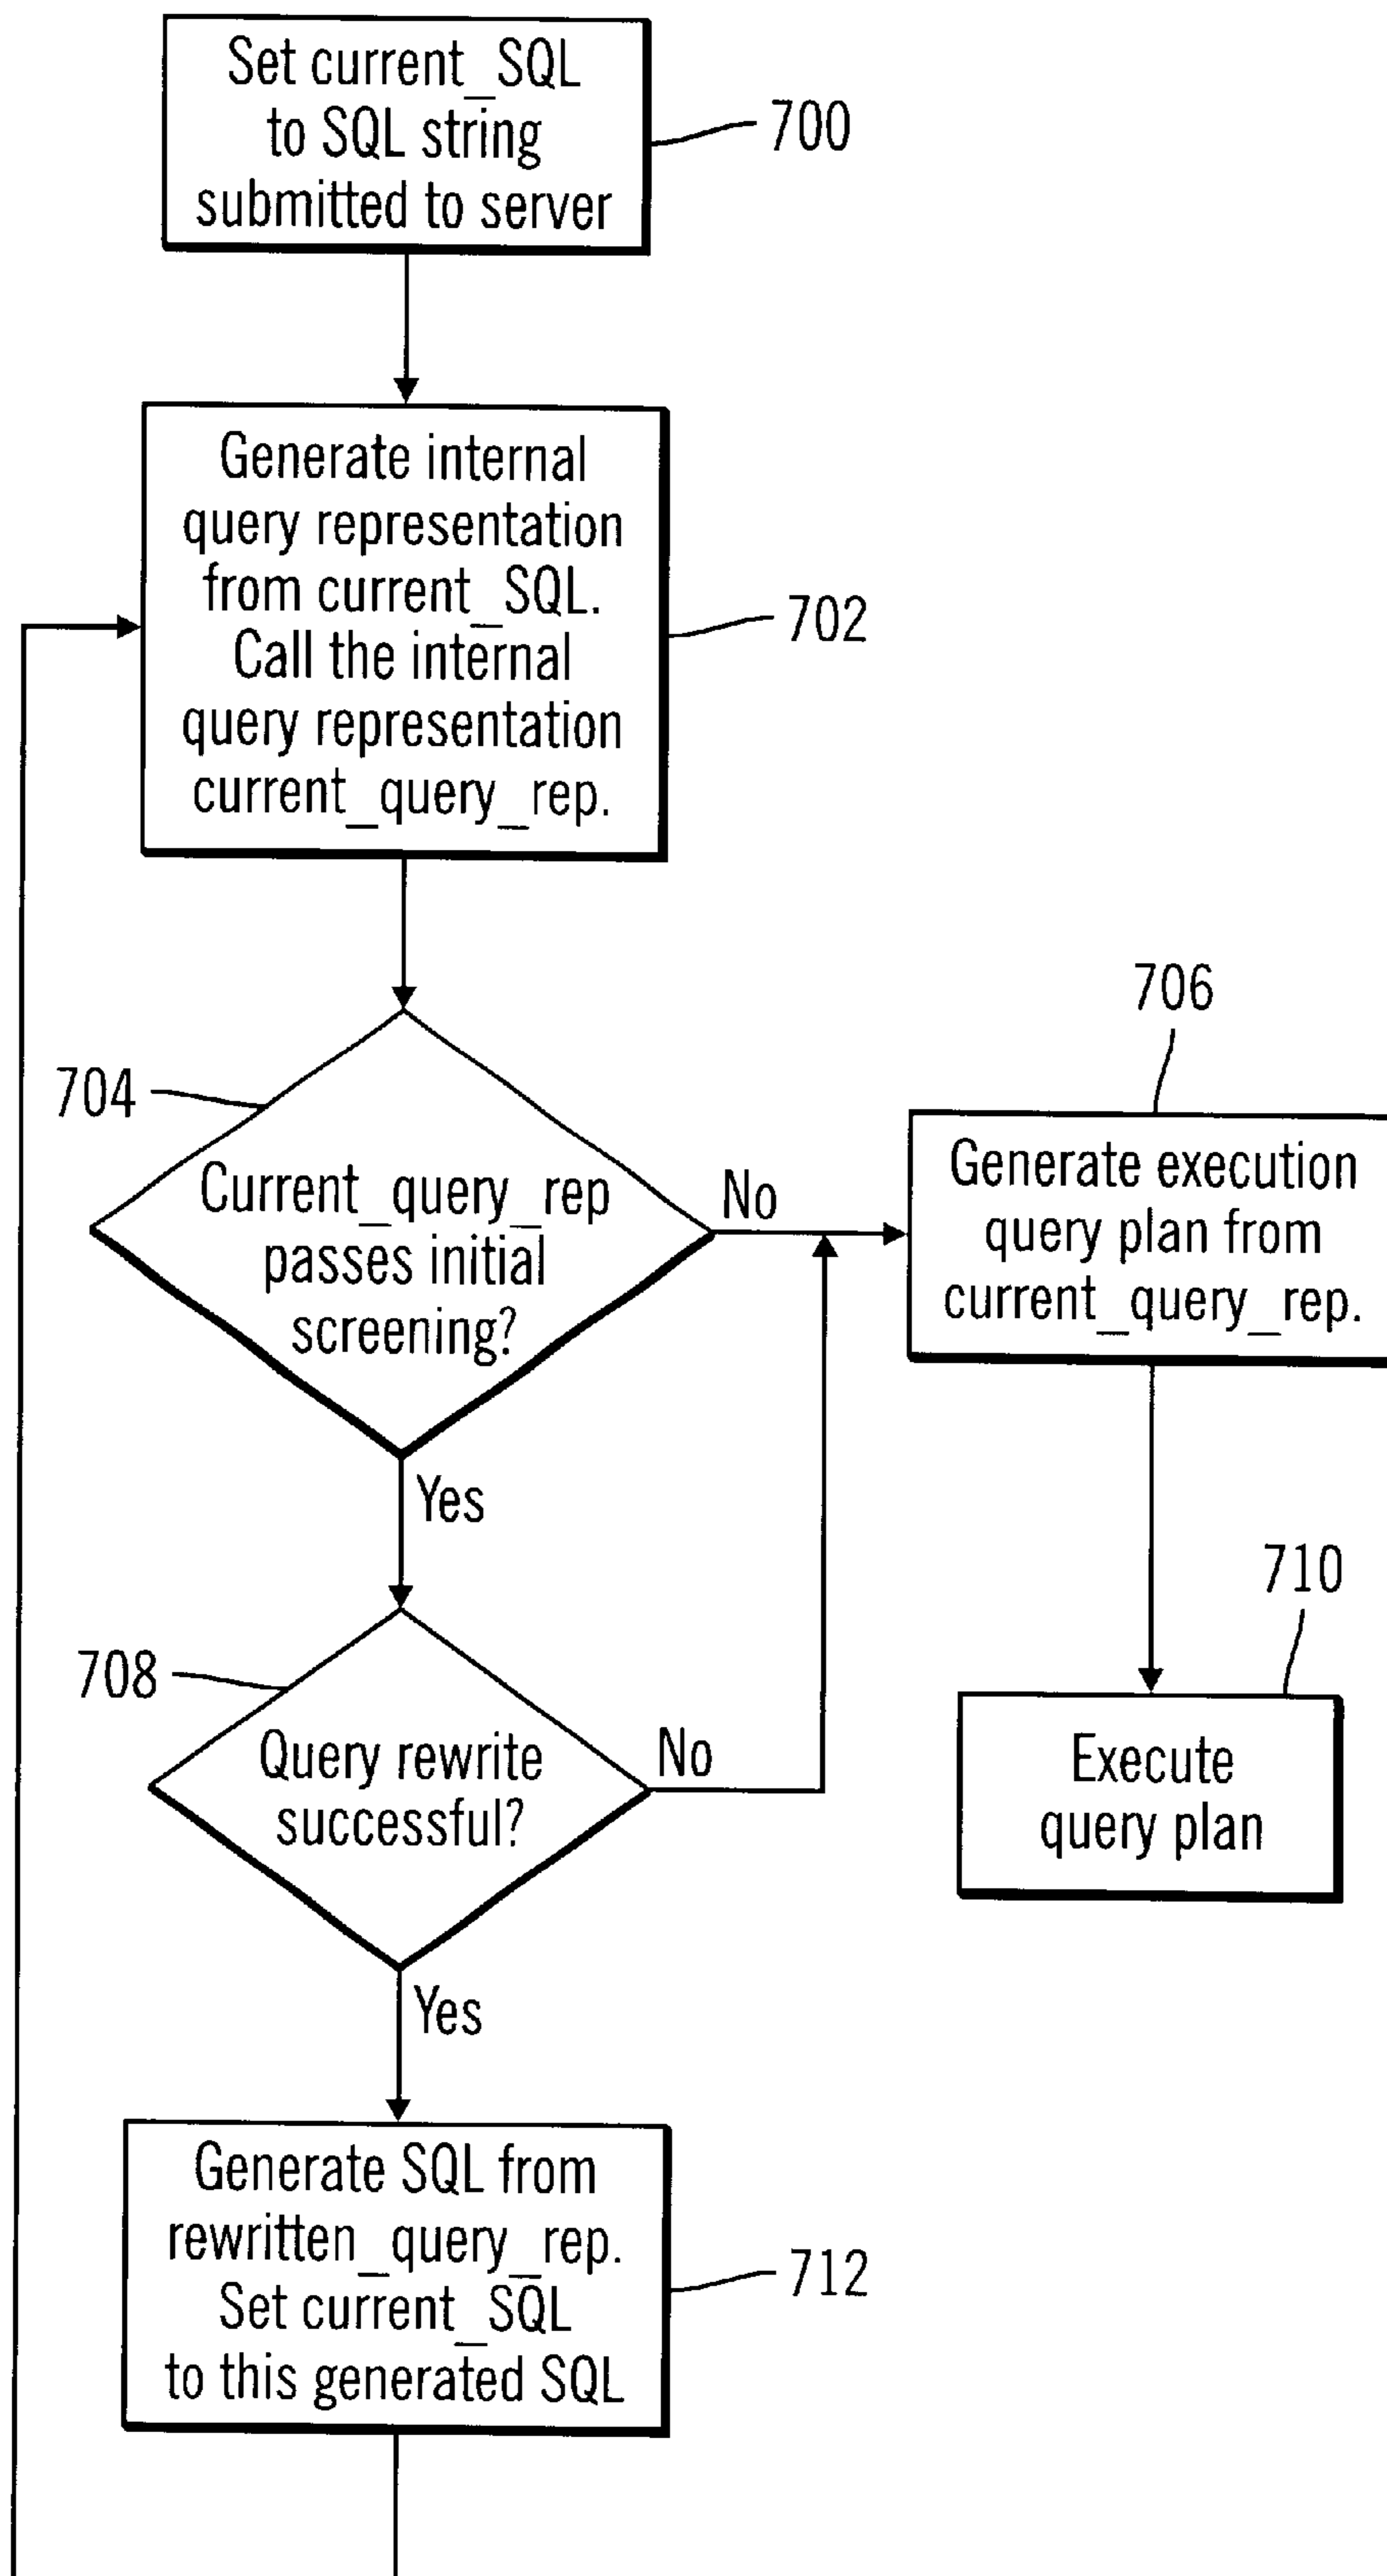 Set current_SQL
to SQL string
submitted to server
700
Generate internal
query representation
from current_SQL.
Call the internal
query representation
current_query_rep.
702
704
Current_query_rep
passes initial
screening?
No
Yes
706
Generate execution
query plan from
current_query_rep.
708
Query rewrite
successful?
No
Yes
710
Execute
query plan
Generate SQL from
rewritten_query_rep.
Set current_SQL
to this generated SQL
712